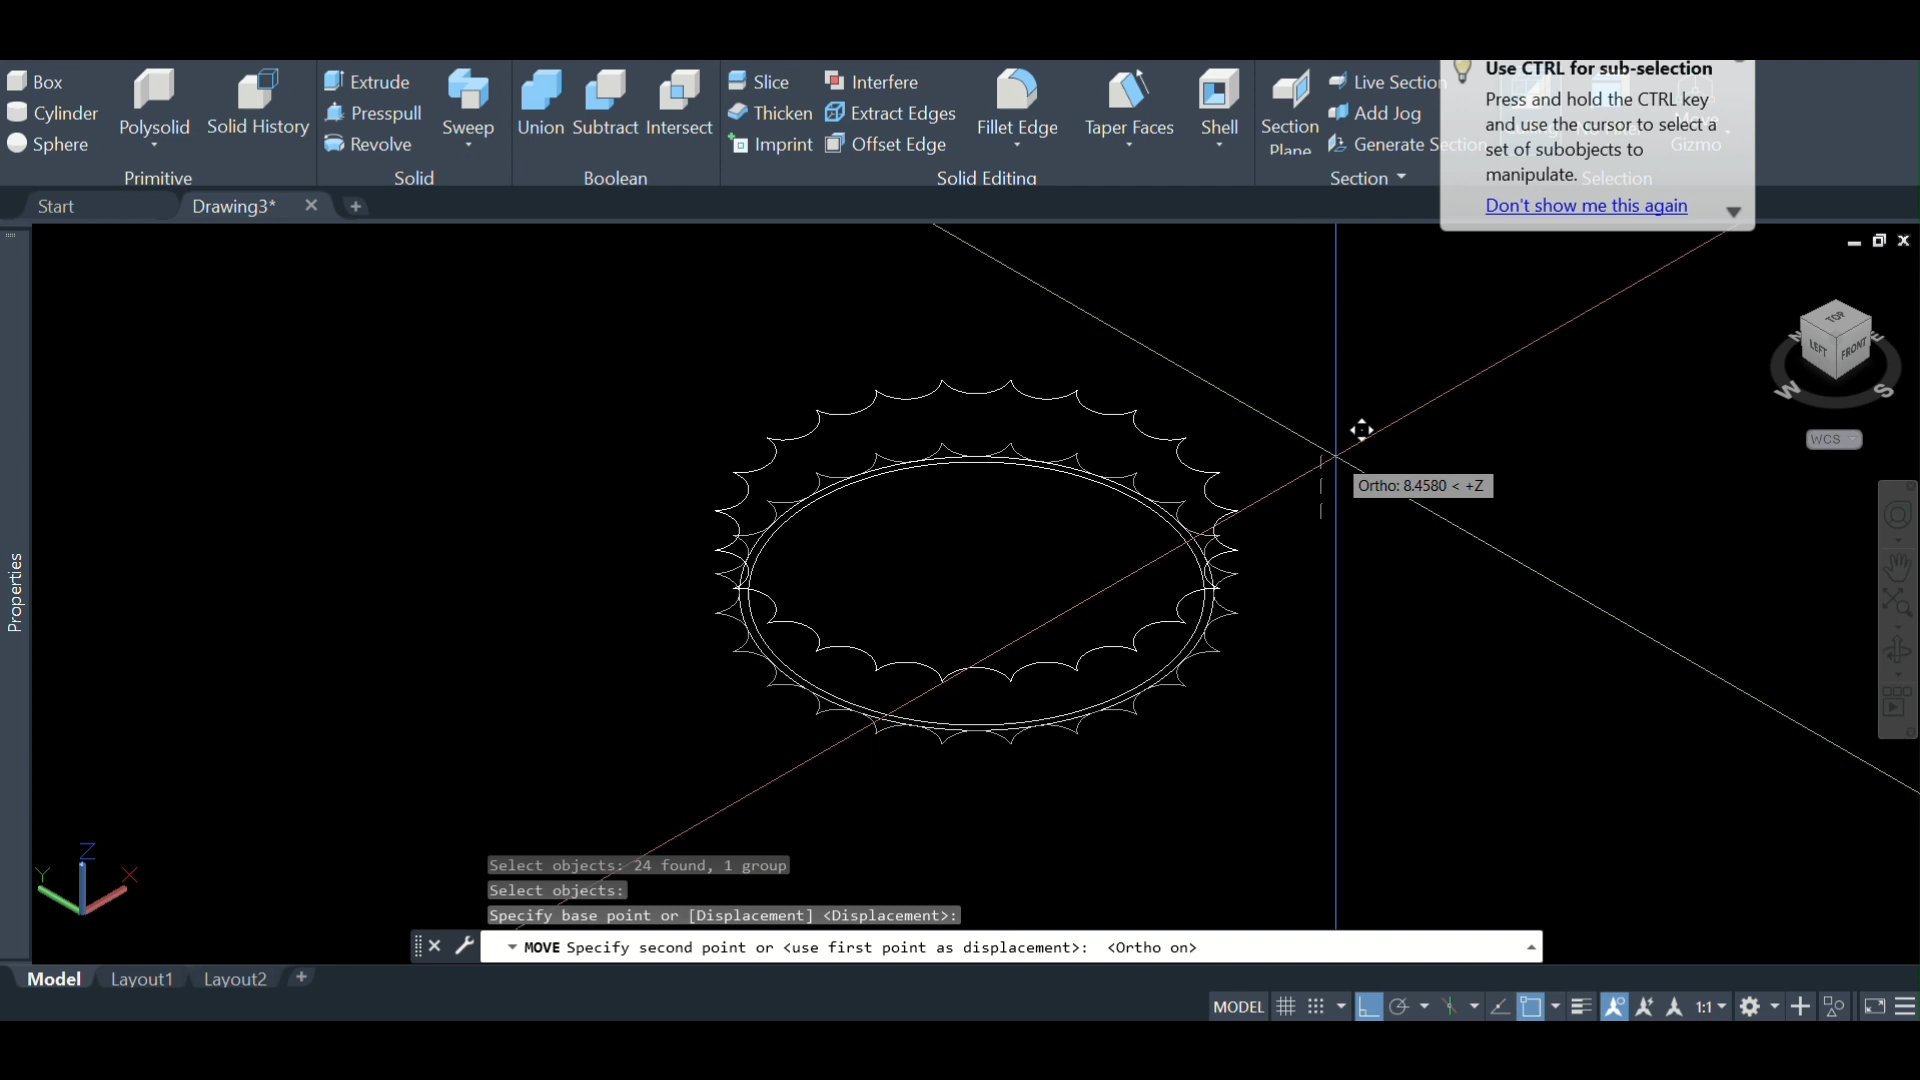 Box
Cylinder
Sphere
Polysolid
Solid History
Primitive
Extrude
Presspull
Revolve
Sweep
Solid
Union
Subtract
Intersect
Boolean
Slice
Thicken
Imprint
Interfere
Extract Edges
Offset Edge
Fillet Edge
Taper Faces
Shell
Solid Editing
Section
Plane
Live Section
Add Jog
Generate Section
Section
Use CTRL for sub-selection
Press and hold the CTRL key
and use the cursor to select a
set of subobjects to
manipulate.
Don't show me this again
Move
Gizmo
Selection
Start
Drawing3*
Properties
TOP
LEFT
FRONT
W
S
WCS
Ortho: 8.4580 < +Z
Z
Y
X
Select objects: 24 found, 1 group
Select objects:
Specify base point or [Displacement] <Displacement>:
MOVE Specify second point or <use first point as displacement>: <Ortho on>
Model
Layout1
Layout2
MODEL
1:1